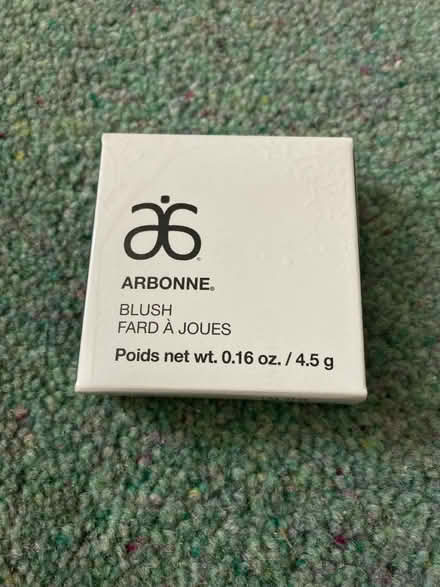 ARBONNE®
BLUSH
FARD À JOUES
Poids net wt. 0.16 oz. / 4.5 g